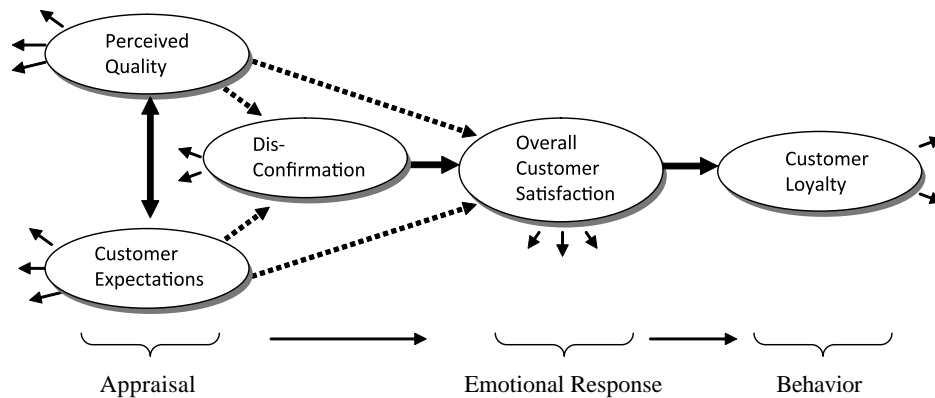 Perceived
Quality
Dis-
Confirmation
Overall
Customer
Satisfaction
Customer
Loyalty
Customer
Expectations
Appraisal
Emotional Response
Behavior